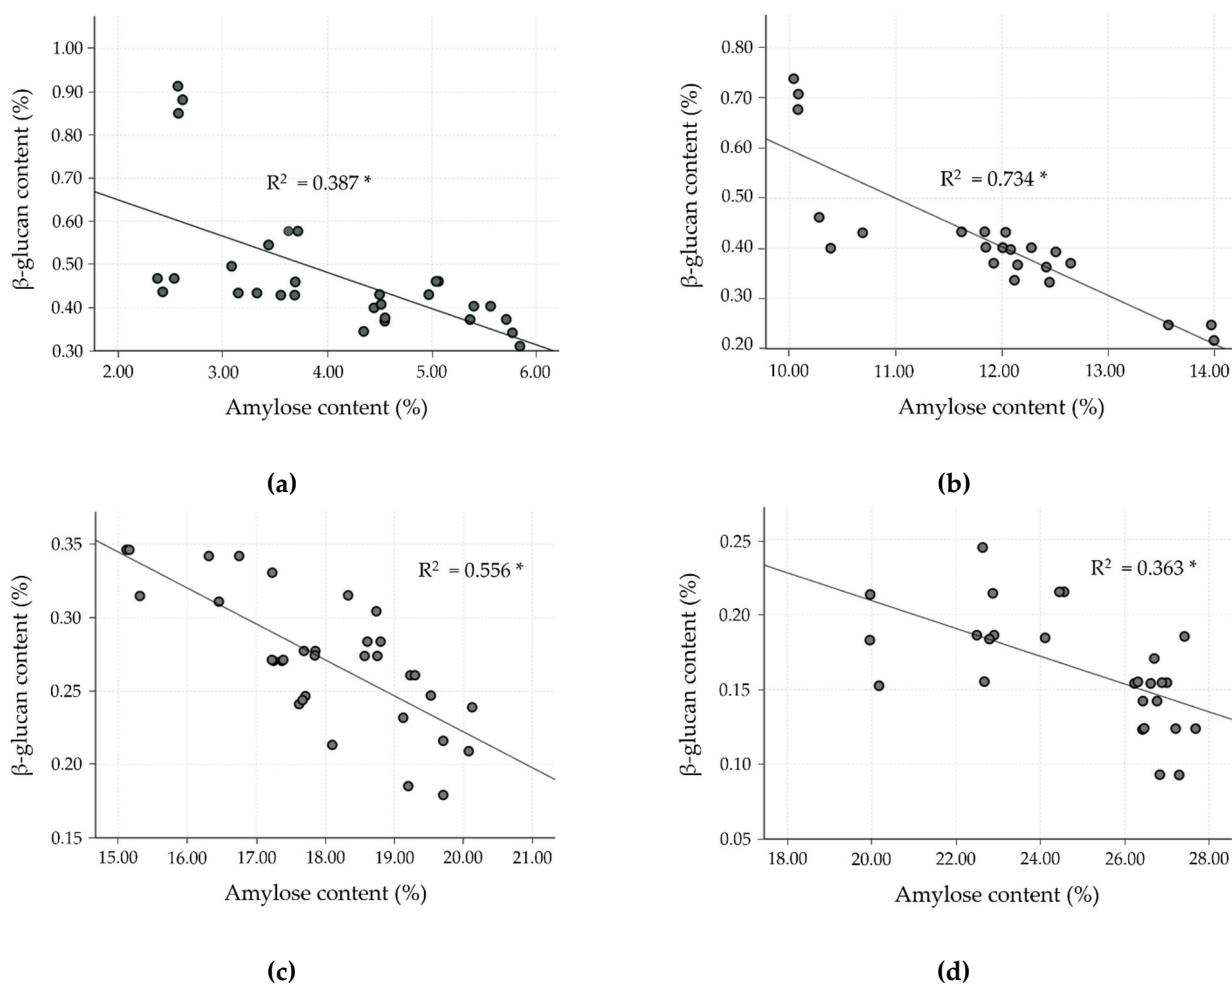 β-glucan content (%)
1.00
0.90
0.80
0.70
0.60
0.50
0.40
0.30
R² = 0.387 *
2.00 3.00 4.00 5.00 6.00
Amylose content (%)
(a)
β-glucan content (%)
0.80
0.70
0.60
0.50
0.40
0.30
0.20
R² = 0.734 *
10.00 11.00 12.00 13.00 14.00
Amylose content (%)
(b)
β-glucan content (%)
0.35
0.30
0.25
0.20
0.15
R² = 0.556 *
15.00 16.00 17.00 18.00 19.00 20.00 21.00
Amylose content (%)
(c)
β-glucan content (%)
0.25
0.20
0.15
0.10
0.05
R² = 0.363 *
18.00 20.00 22.00 24.00 26.00 28.00
Amylose content (%)
(d)